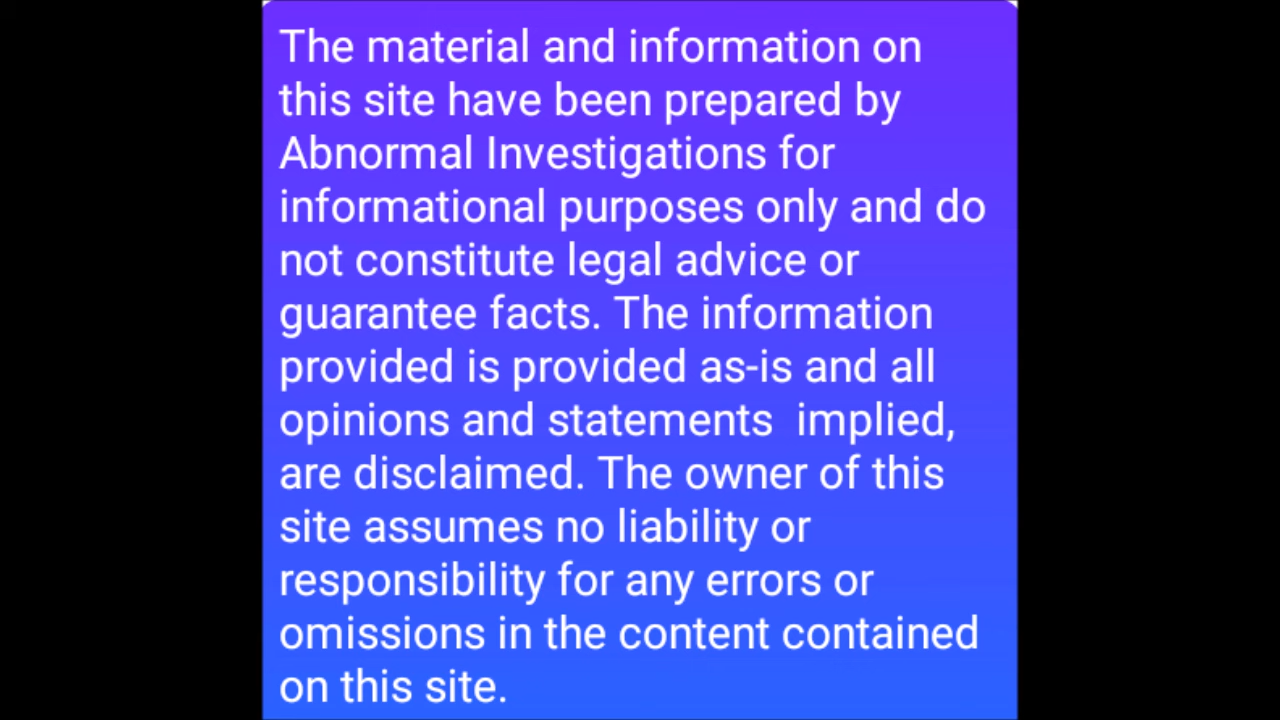 The material and information on
this site have been prepared by
Abnormal Investigations for
informational purposes only and do
not constitute legal advice or
guarantee facts. The information
provided is provided as-is and all
opinions and statements  implied,
are disclaimed. The owner of this
site assumes no liability or
responsibility for any errors or
omissions in the content contained
on this site.